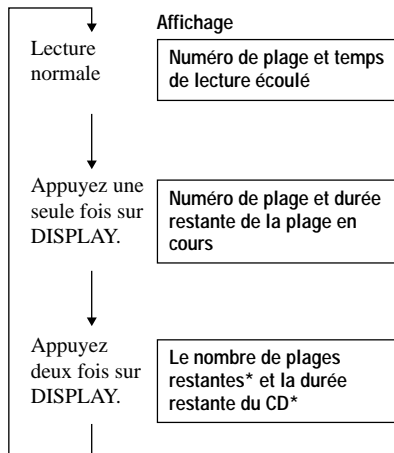 Affichage
Lecture
normale
Numéro de plage et temps
de lecture écoulé
Appuyez une
seule fois sur
DISPLAY.
Numéro de plage et durée
restante de la plage en
cours
Appuyez
deux fois sur
DISPLAY.
Le nombre de plages
restantes* et la durée
restante du CD*